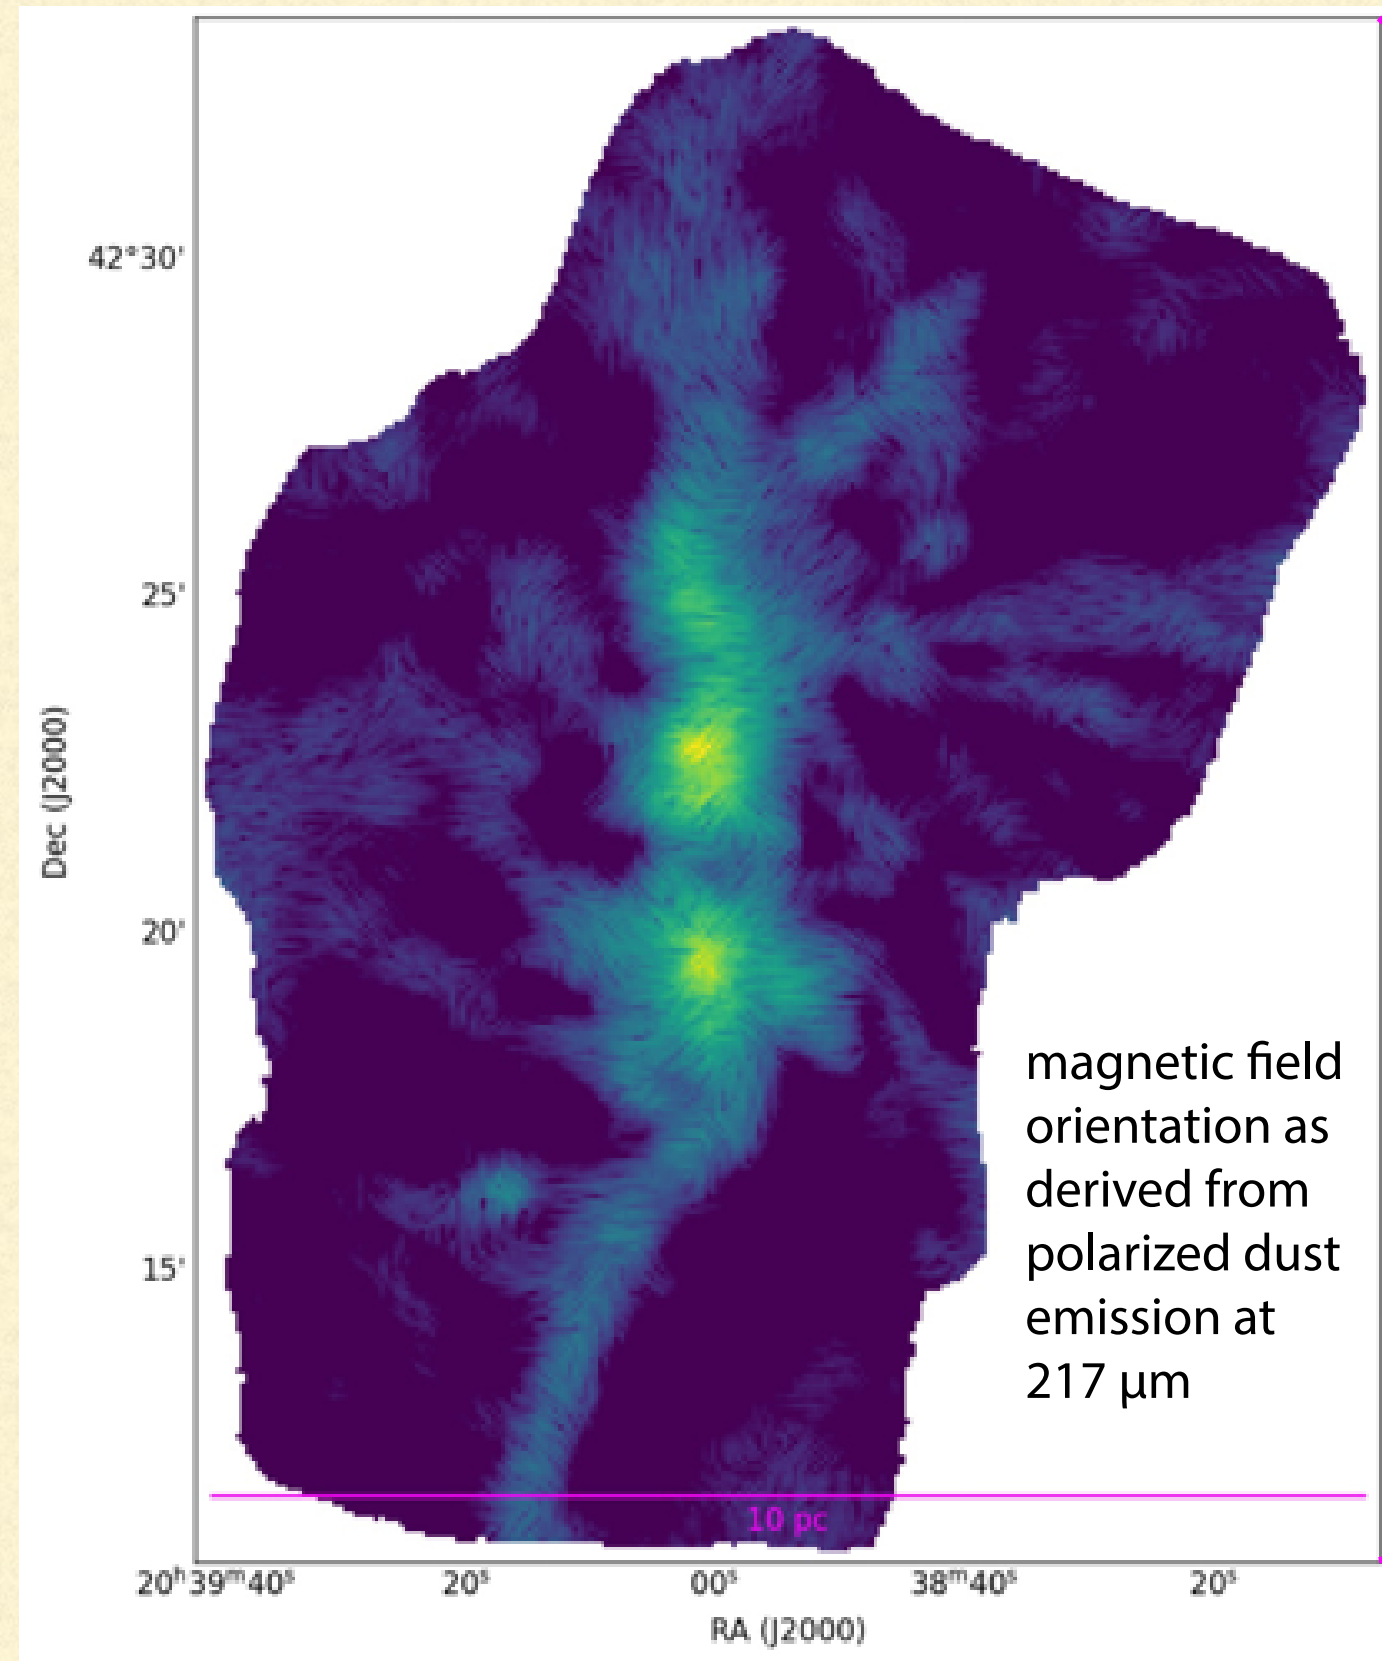 42°30'
25'
20'
15'
Dec (J2000)
magnetic field
orientation as
derived from
polarized dust
emission at
217 µm
10 pc
20ʰ39ᵐ40ˢ 20ˢ 00ˢ 38ᵐ40ˢ 20ˢ
RA (J2000)